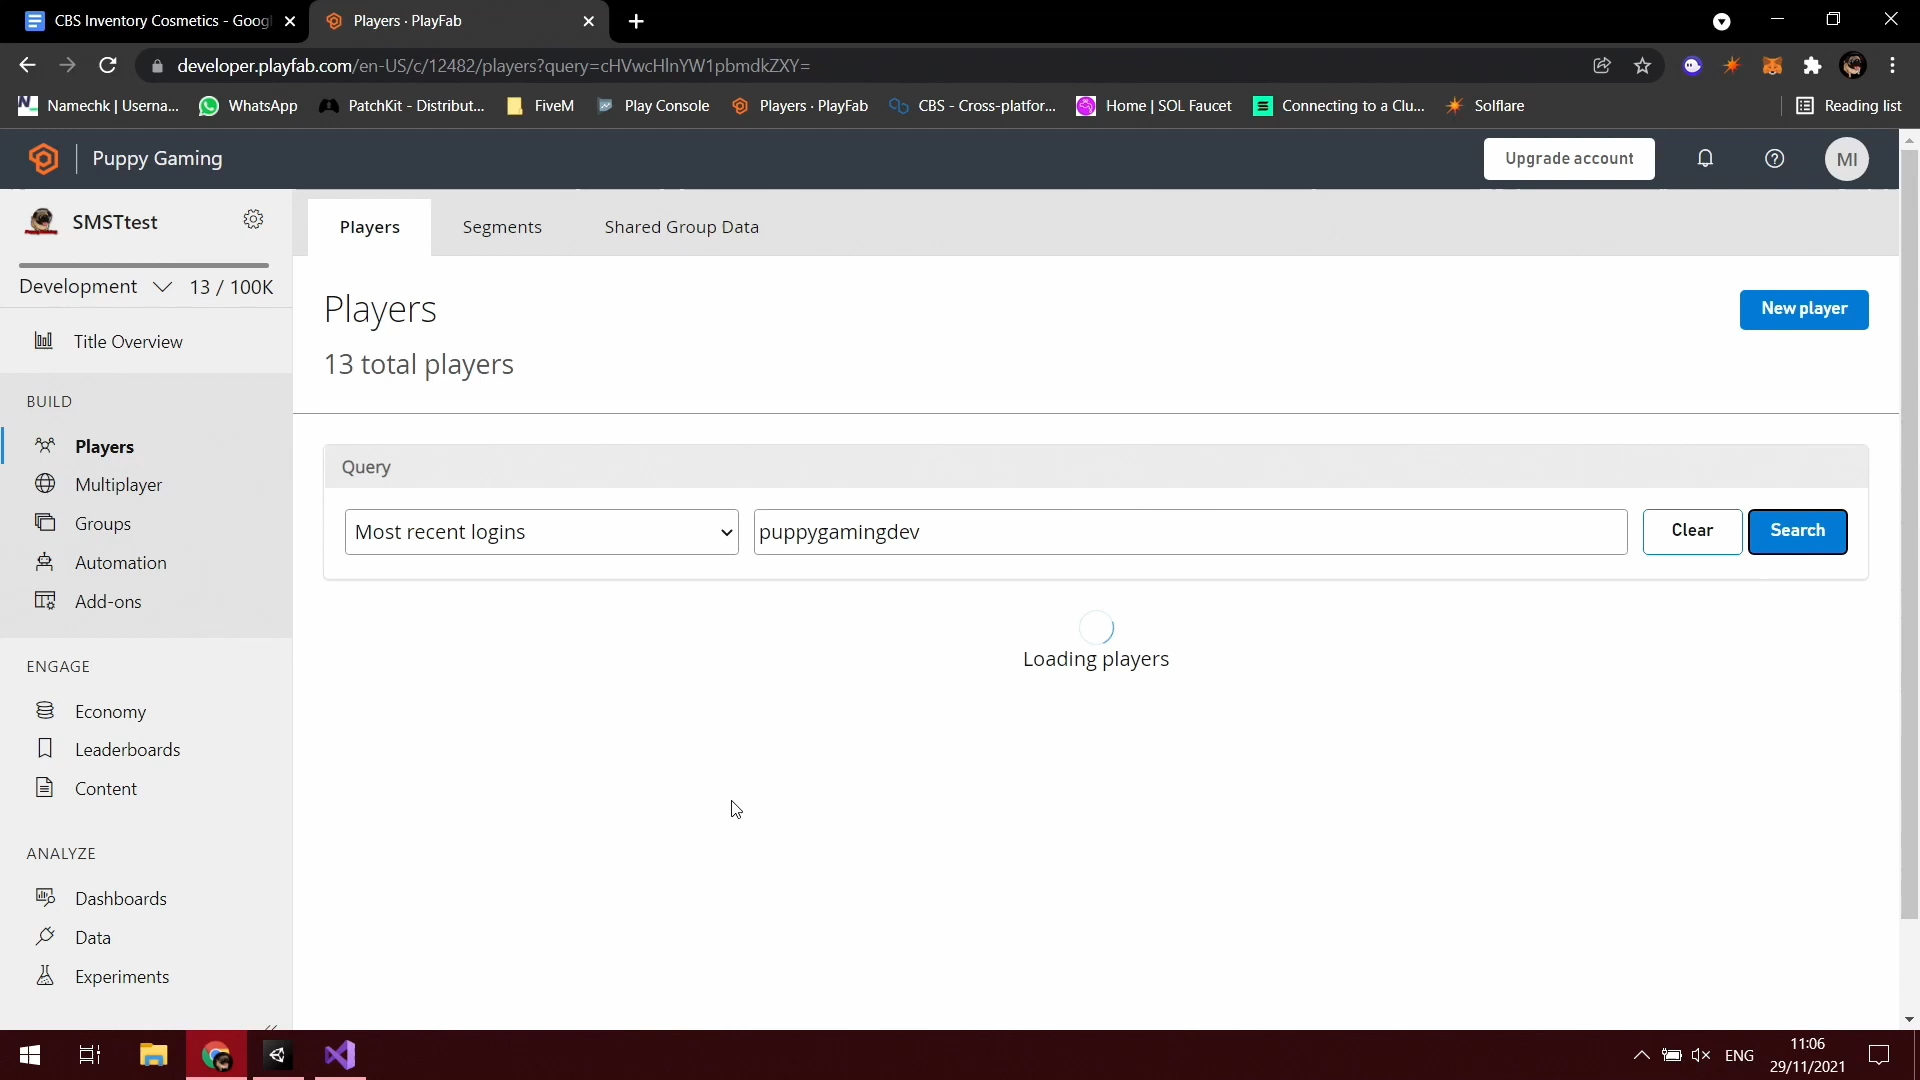 CBS Inventory Cosmetics - Goog
Players · PlayFab
developer.playfab.com/en-US/c/12482/players?query=cHVwcHlnYW1pbmdkZXY=
Namechk | Userna...
WhatsApp
PatchKit - Distribut...
FiveM
Play Console
Players · PlayFab
CBS - Cross-platfor...
Home | SOL Faucet
Connecting to a Clu...
Solflare
Reading list
Puppy Gaming
Upgrade account
MI
SMSTtest
Players
Segments
Shared Group Data
Development
13 / 100K
Title Overview
BUILD
Players
Multiplayer
Groups
Automation
Add-ons
ENGAGE
Economy
Leaderboards
Content
ANALYZE
Dashboards
Data
Experiments
Players
New player
13 total players
Query
Most recent logins
puppygamingdev
Clear
Search
Loading players
ENG
11:06
29/11/2021